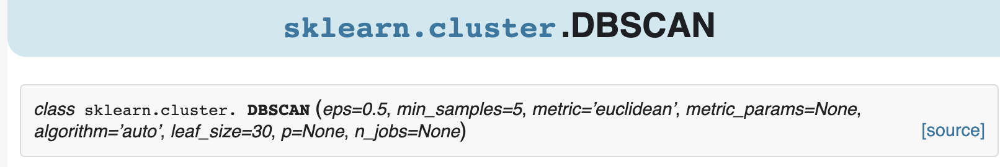 sklearn.cluster.DBSCAN
class sklearn.cluster. DBSCAN (eps=0.5, min_samples=5, metric=’euclidean’, metric_params=None,
algorithm=’auto’, leaf_size=30, p=None, n_jobs=None)
[source]